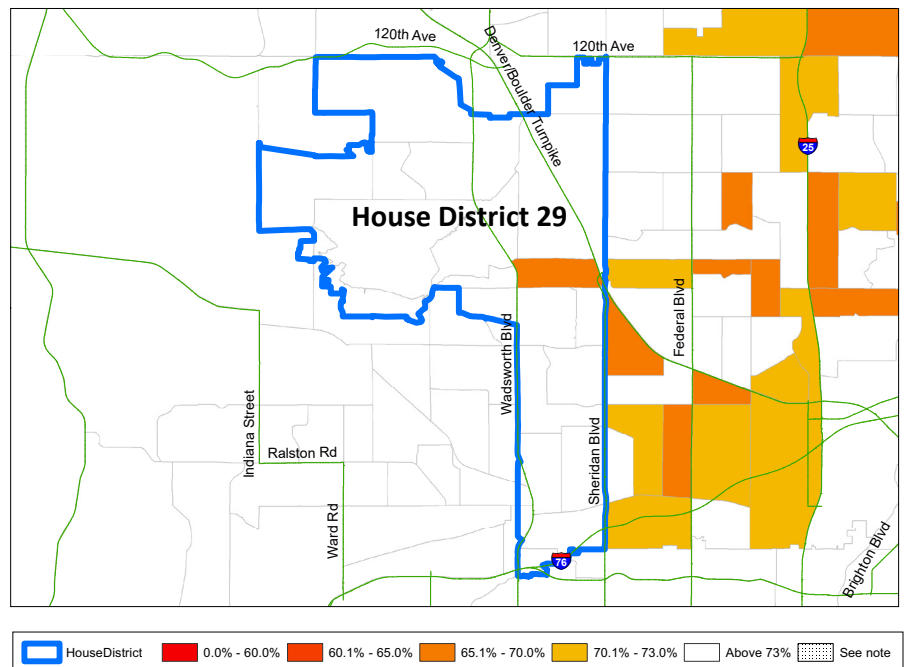 120th Ave
120th Ave
Denver/Boulder Turnpike
25
House District 29
Federal Blvd
Wadsworth Blvd
Indiana Street
Sheridan Blvd
Ralston Rd
Ward Rd
76
Brighton Blvd
HouseDistrict 0.0% - 60.0% 60.1% - 65.0% 65.1% - 70.0% 70.1% - 73.0% Above 73% See note